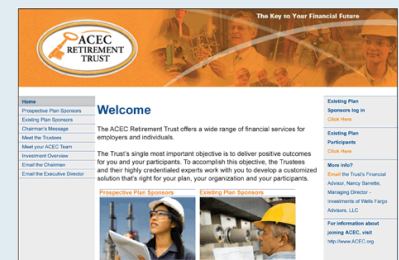 The Key to Your Financial Future
ACEC
RETIREMENT
TRUST
Home
Prospective Plan Sponsors
Existing Plan Sponsors
Chairman's Message
Meet the Trustees
Meet your ACEC Team
Investment Overview
Email the Chairman
Email the Executive Director
Welcome
The ACEC Retirement Trust offers a wide range of financial services for
employers and individuals.
The Trust's single most important objective is to deliver positive outcomes
for you and your participants. To accomplish this objective, the Trustees
and their highly credentialed experts work with you to develop a customized
solution that's right for your plan, your organization and your participants.
Prospective Plan Sponsors
Existing Plan Sponsors
Existing Plan
Sponsors log in
Click Here
Existing Plan
Participants
Click Here
More info?
Email the Trust's Financial
Advisor, Nancy Barrette,
Managing Director -
Investments of Wells Fargo
Advisers, LLC
For information about
joining ACEC, visit
http://www.ACEC.org